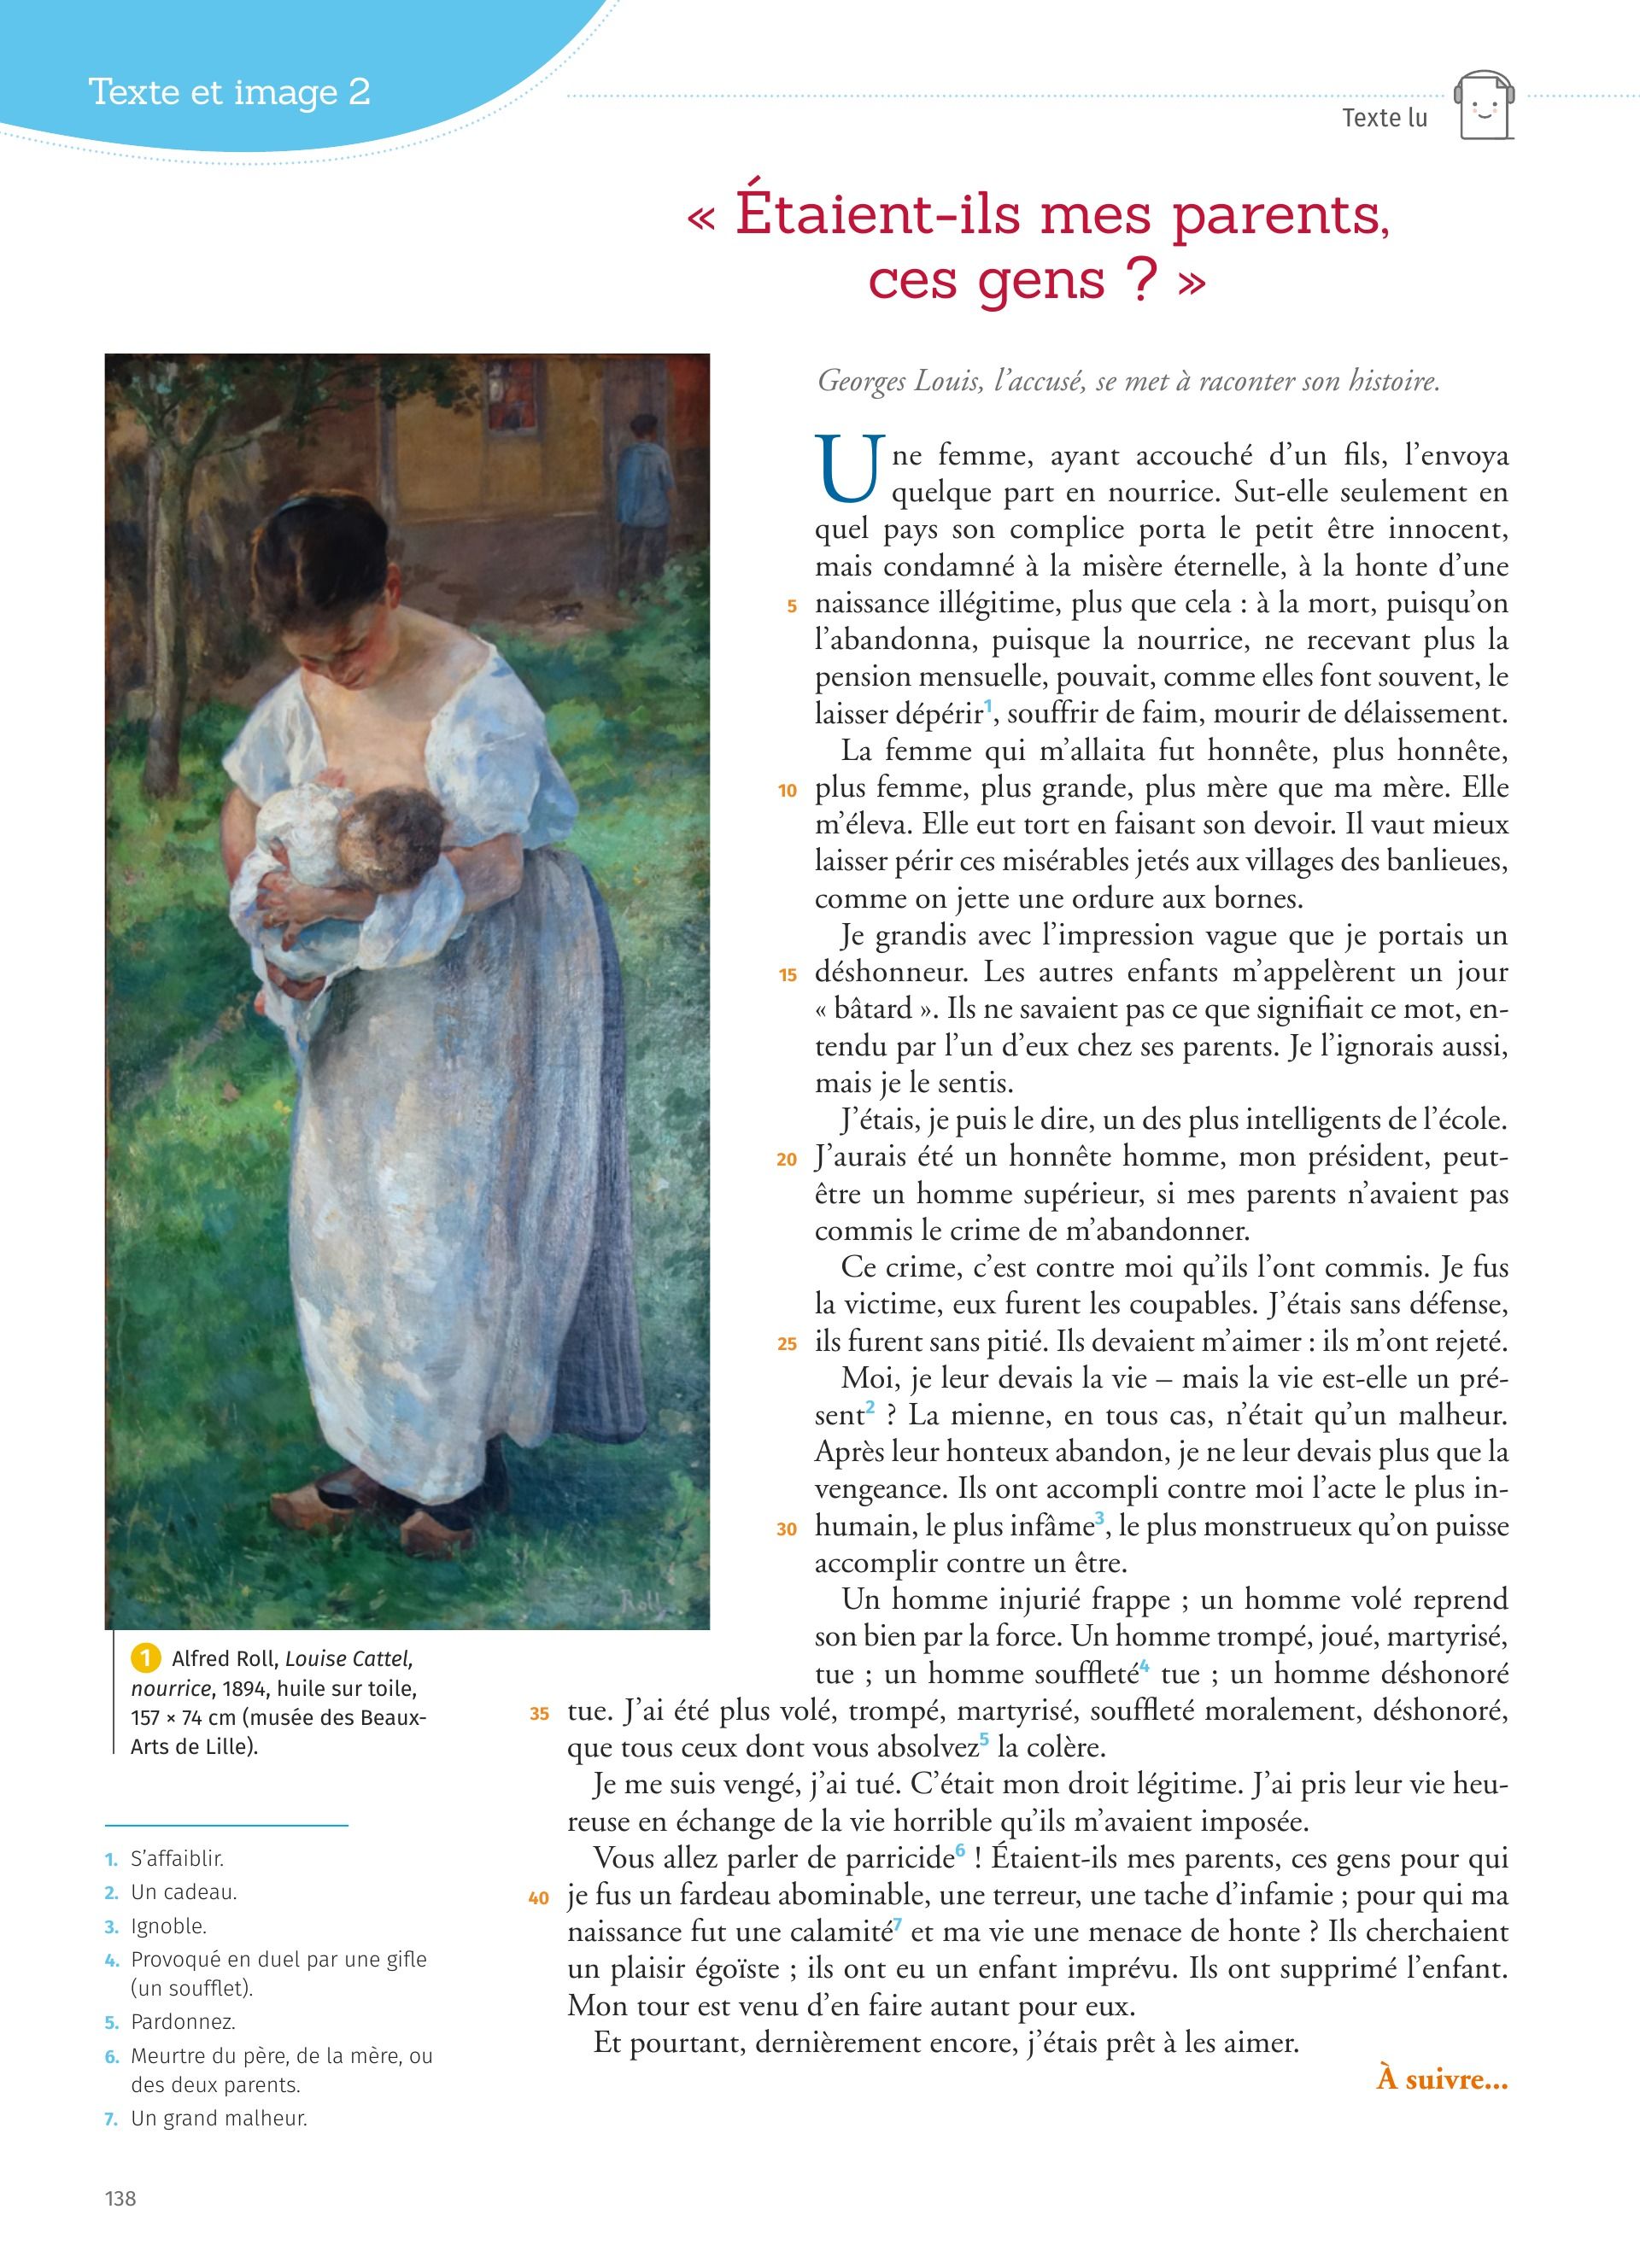 Texte et image 2
Texte lu
« Étaient-ils mes parents,
ces gens ? »
Georges Louis, l’accusé, se met à raconter son histoire.
Une femme, ayant accouché d’un fils, l’envoya
quelque part en nourrice. Sut-elle seulement en
quel pays son complice porta le petit être innocent,
mais condamné à la misère éternelle, à la honte d’une
5 naissance illégitime, plus que cela : à la mort, puisqu’on
l’abandonna, puisque la nourrice, ne recevant plus la
pension mensuelle, pouvait, comme elles font souvent, le
laisser dépérir1, souffrir de faim, mourir de délaissement.
La femme qui m’allaita fut honnête, plus honnête,
10 plus femme, plus grande, plus mère que ma mère. Elle
m’éleva. Elle eut tort en faisant son devoir. Il vaut mieux
laisser périr ces misérables jetés aux villages des banlieues,
comme on jette une ordure aux bornes.
Je grandis avec l’impression vague que je portais un
15 déshonneur. Les autres enfants m’appelèrent un jour
« bâtard ». Ils ne savaient pas ce que signifiait ce mot, en-
tendu par l’un d’eux chez ses parents. Je l’ignorais aussi,
mais je le sentis.
J’étais, je puis le dire, un des plus intelligents de l’école.
20 J’aurais été un honnête homme, mon président, peut-
être un homme supérieur, si mes parents n’avaient pas
commis le crime de m’abandonner.
Ce crime, c’est contre moi qu’ils l’ont commis. Je fus
la victime, eux furent les coupables. J’étais sans défense,
25 ils furent sans pitié. Ils devaient m’aimer : ils m’ont rejeté.
Moi, je leur devais la vie – mais la vie est-elle un pré-
sent2 ? La mienne, en tous cas, n’était qu’un malheur.
Après leur honteux abandon, je ne leur devais plus que la
vengeance. Ils ont accompli contre moi l’acte le plus in-
30 humain, le plus infâme3, le plus monstrueux qu’on puisse
accomplir contre un être.
Un homme injurié frappe ; un homme volé reprend
son bien par la force. Un homme trompé, joué, martyrisé,
tue ; un homme souffleté4 tue ; un homme déshonoré
35 tue. J’ai été plus volé, trompé, martyrisé, souffleté moralement, déshonoré,
que tous ceux dont vous absolvez5 la colère.
Je me suis vengé, j’ai tué. C’était mon droit légitime. J’ai pris leur vie heu-
reuse en échange de la vie horrible qu’ils m’avaient imposée.
Vous allez parler de parricide6 ! Étaient-ils mes parents, ces gens pour qui
40 je fus un fardeau abominable, une terreur, une tache d’infamie ; pour qui ma
naissance fut une calamité7 et ma vie une menace de honte ? Ils cherchaient
un plaisir égoïste ; ils ont eu un enfant imprévu. Ils ont supprimé l’enfant.
Mon tour est venu d’en faire autant pour eux.
Et pourtant, dernièrement encore, j’étais prêt à les aimer.
À suivre...
Roll
1 Alfred Roll, Louise Cattel,
nourrice, 1894, huile sur toile,
157 × 74 cm (musée des Beaux-
Arts de Lille).
1. S’affaiblir.
2. Un cadeau.
3. Ignoble.
4. Provoqué en duel par une gifle
(un soufflet).
5. Pardonnez.
6. Meurtre du père, de la mère, ou
des deux parents.
7. Un grand malheur.
138